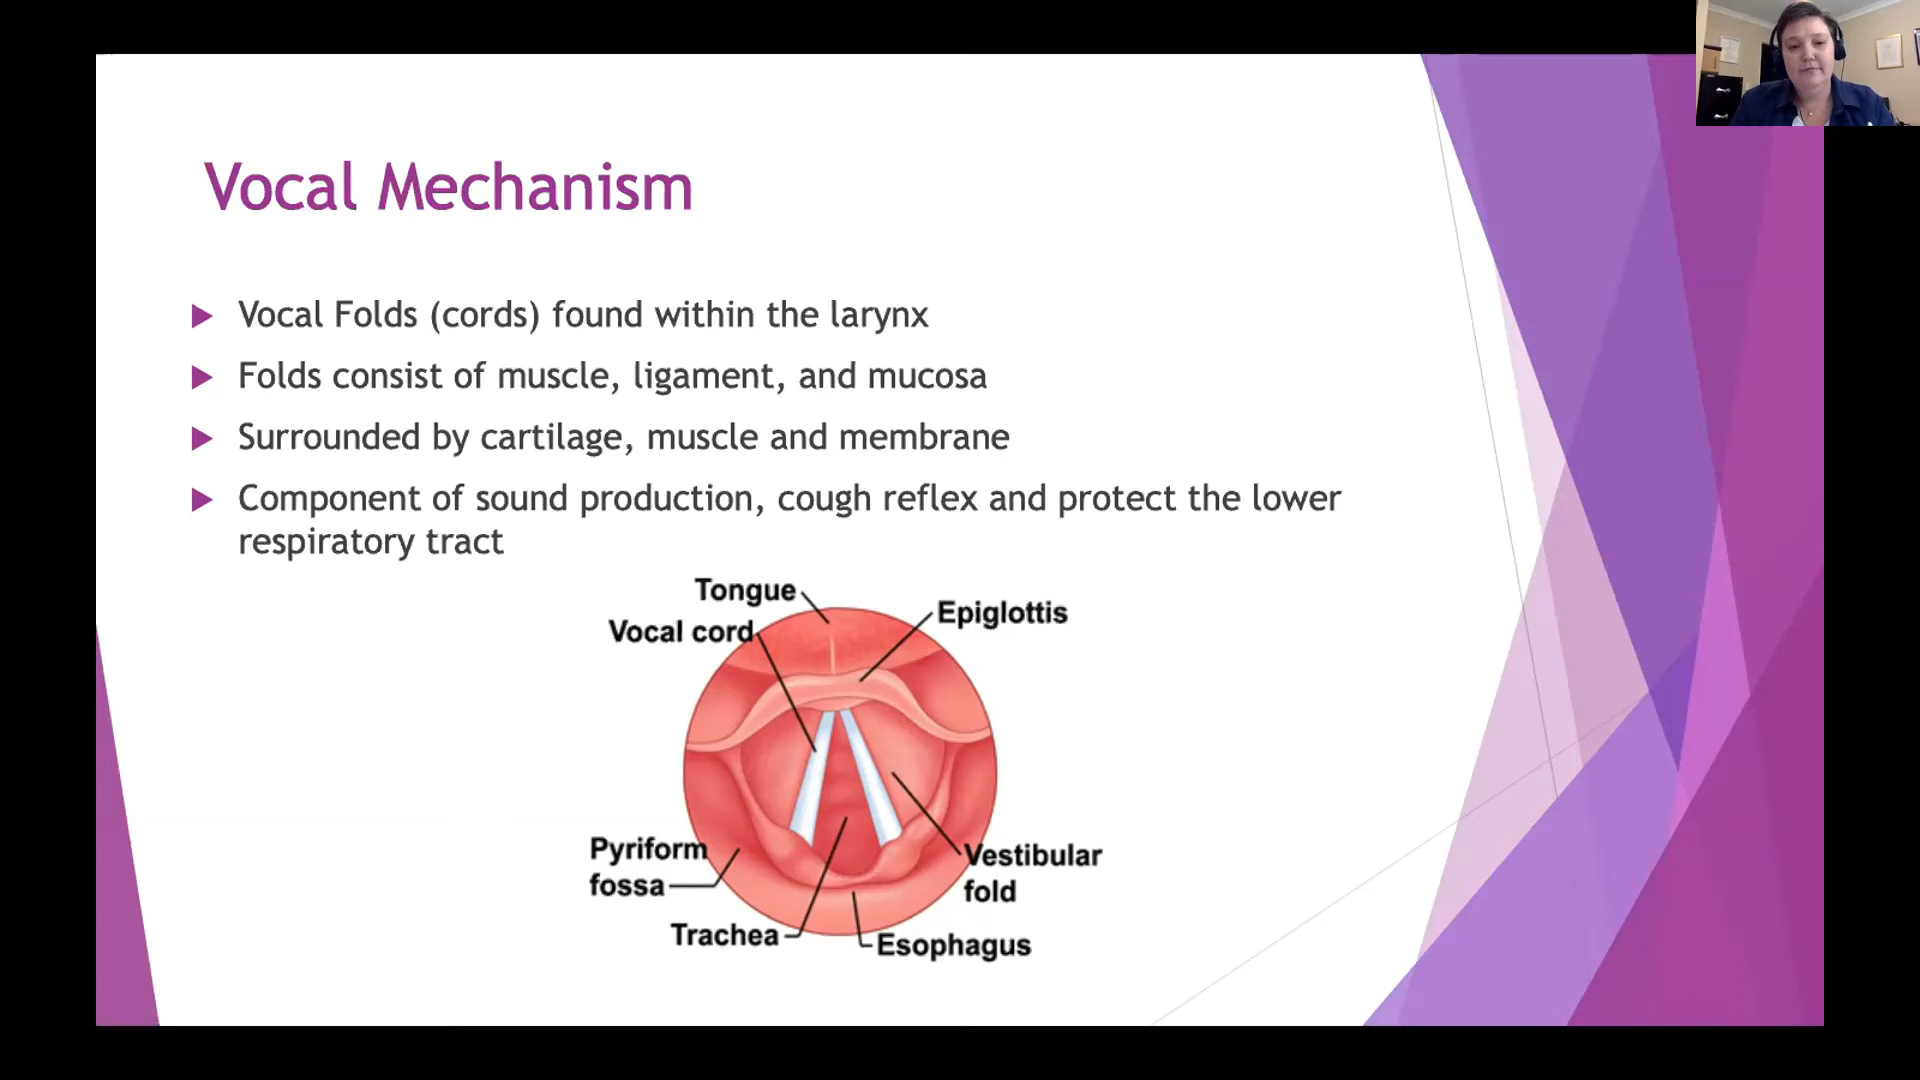 Vocal Mechanism
Vocal Folds (cords) found within the larynx
Folds consist of muscle, ligament, and mucosa
Surrounded by cartilage, muscle and membrane
Component of sound production, cough reflex and protect the lower
respiratory tract
Tongue
Epiglottis
Vocal cord
Pyriform
fossa
Vestibular
fold
Trachea
Esophagus